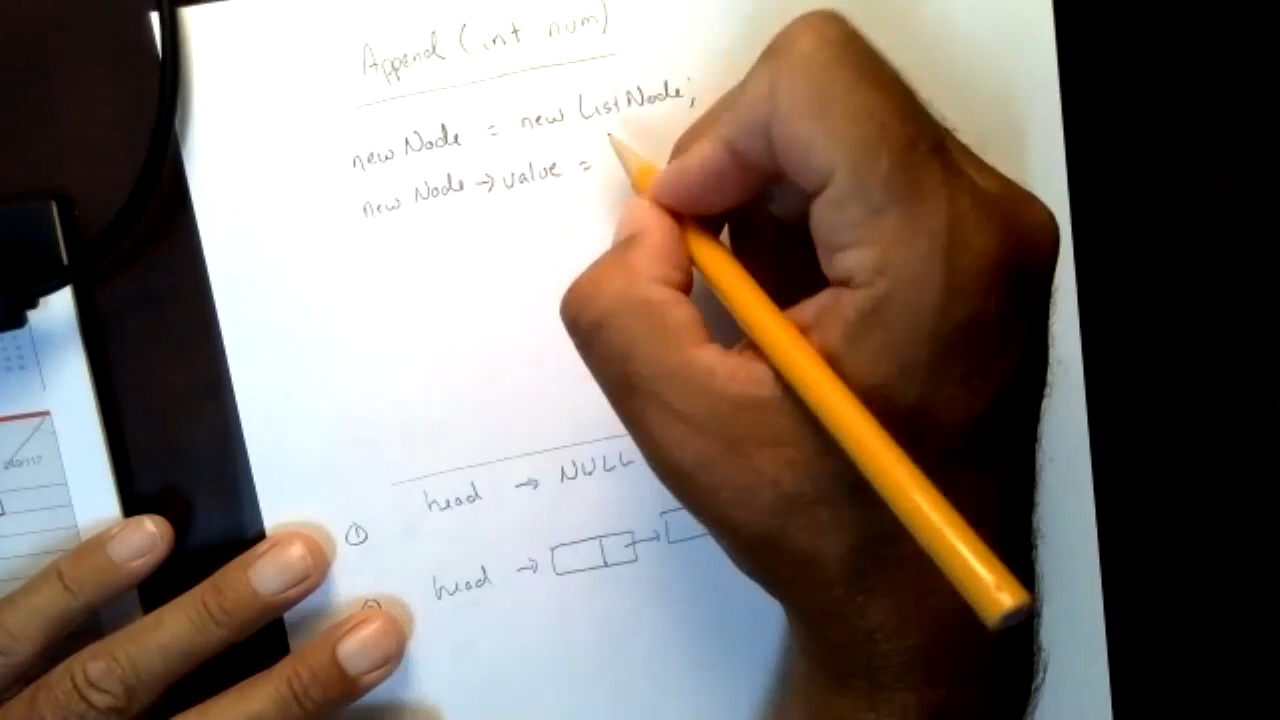 Append (int num)
newNode = new ListNode;
newNode → value =
head → NULL
①
head →